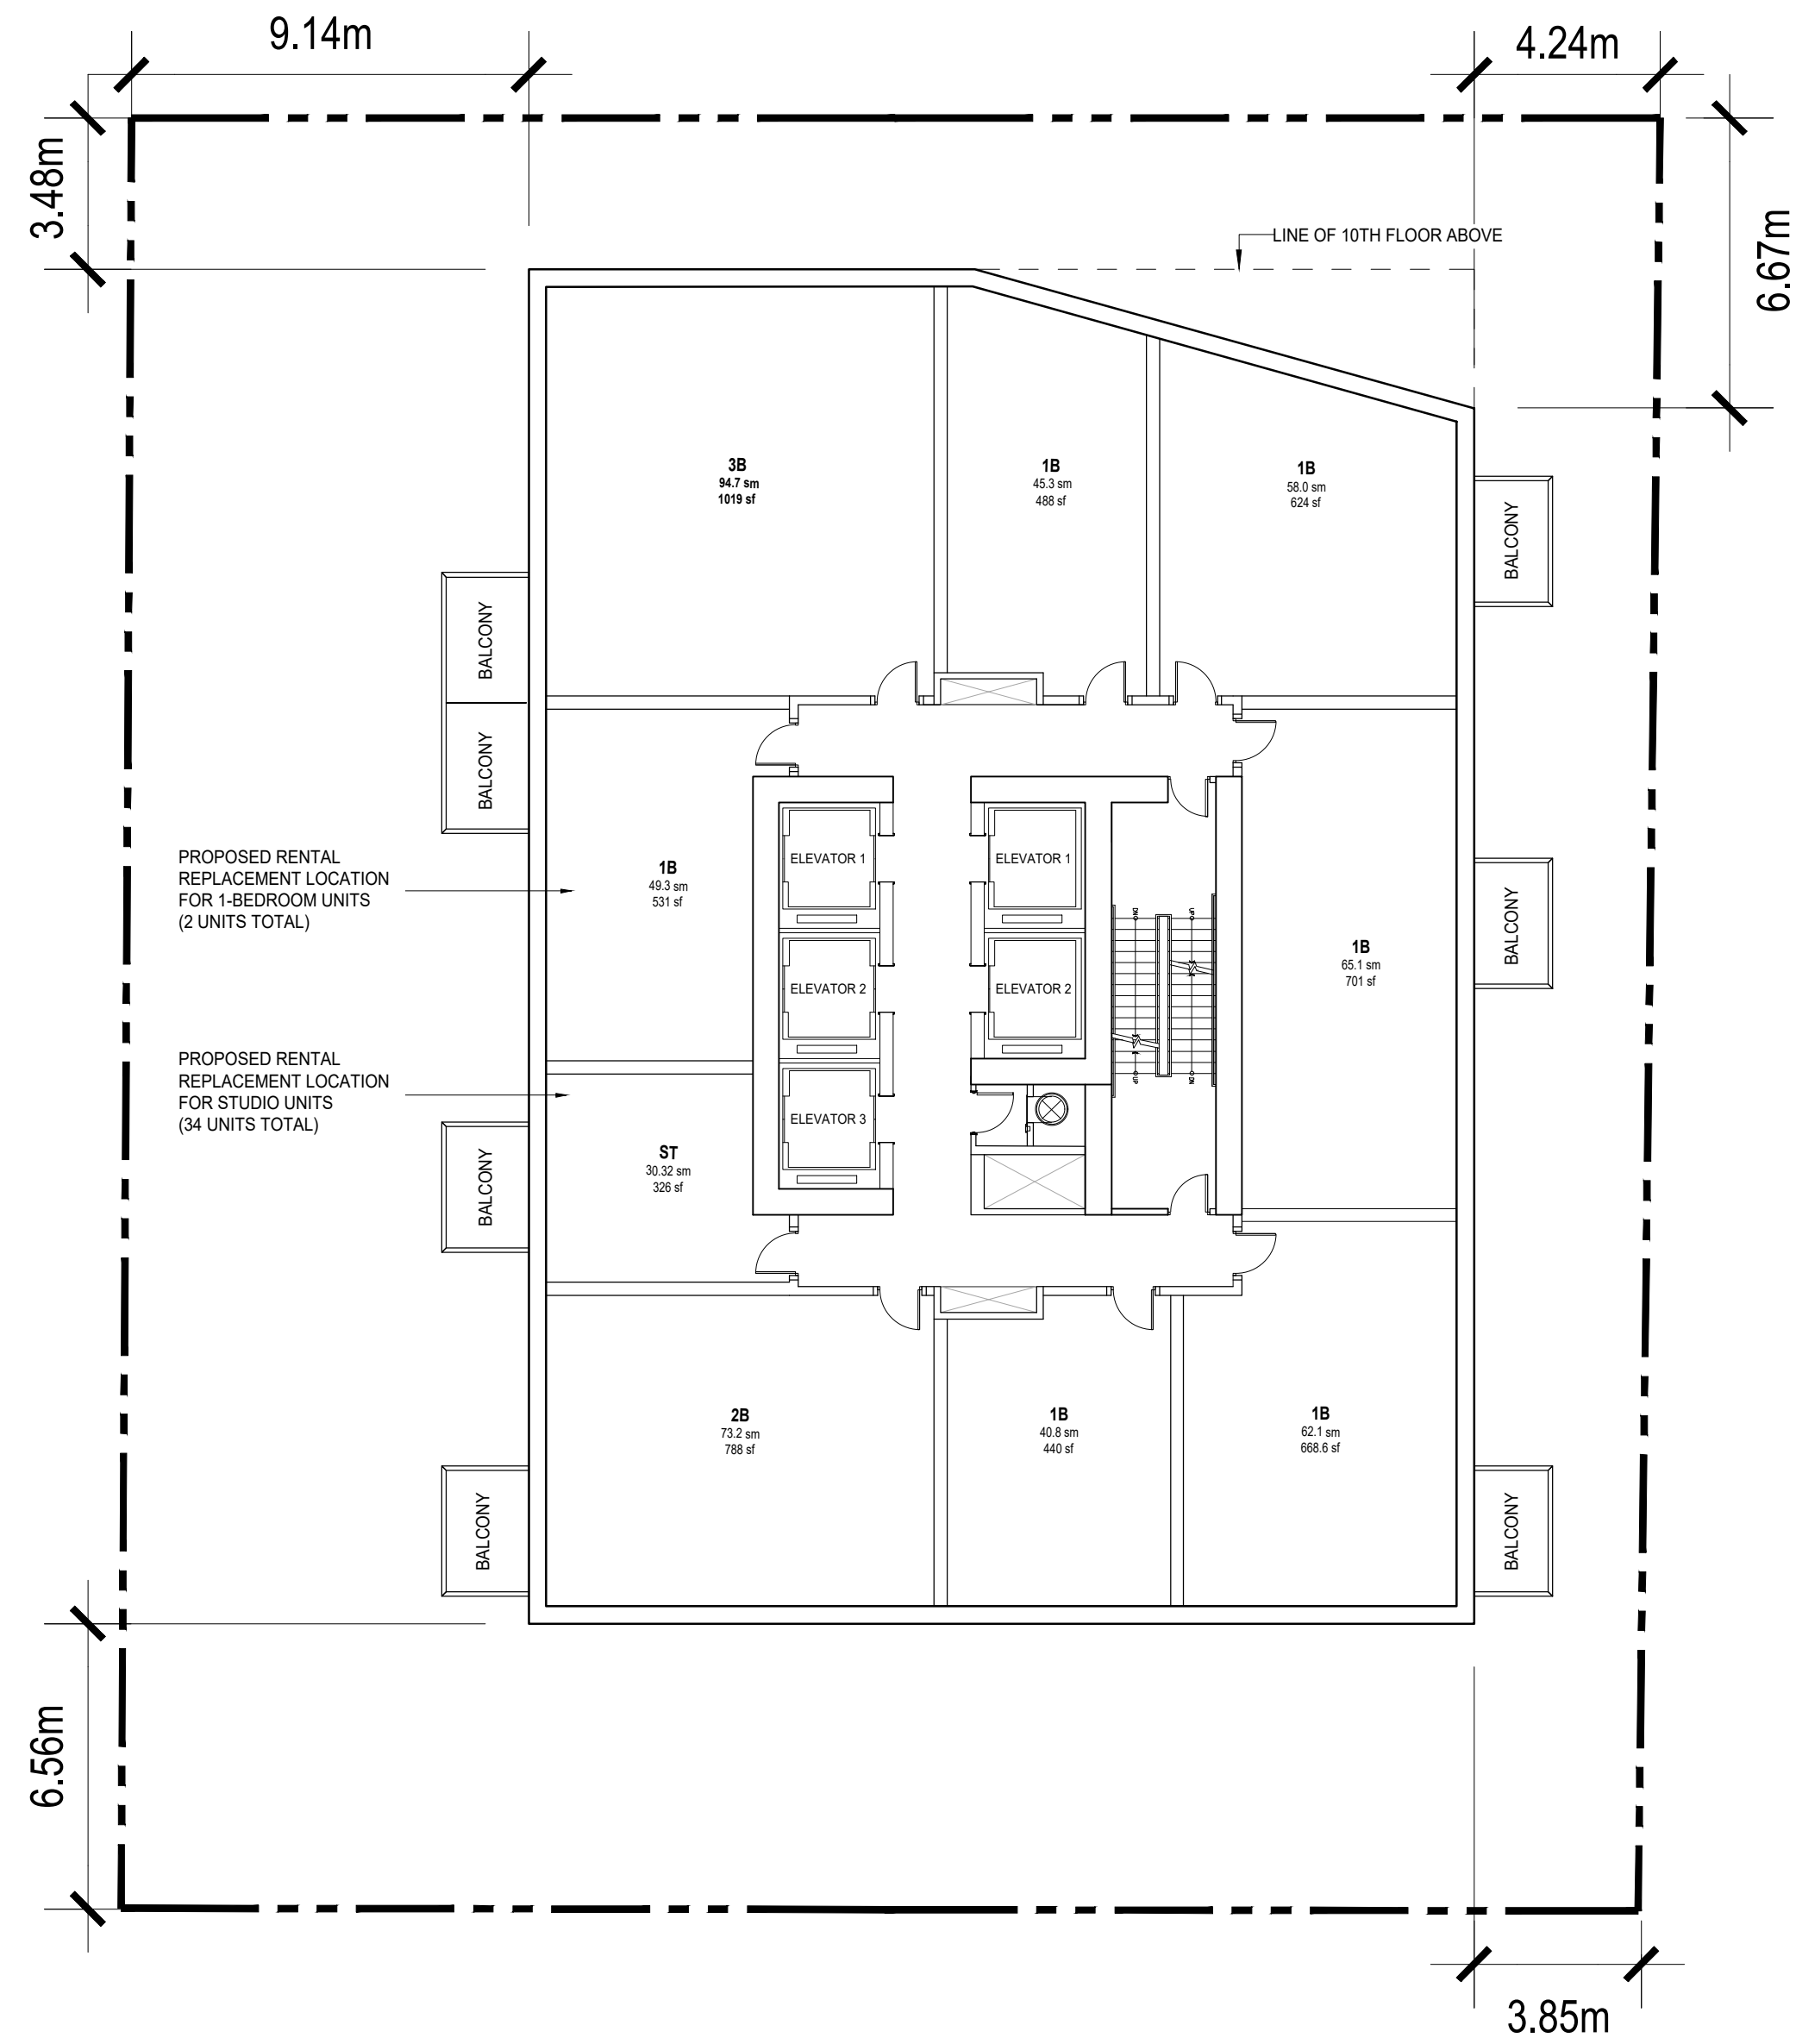 9.14m
4.24m
3.48m
6.67m
LINE OF 10TH FLOOR ABOVE
3B
94.7 sm
1019 sf
1B
45.3 sm
488 sf
1B
58.0 sm
624 sf
BALCONY
BALCONY
BALCONY
PROPOSED RENTAL
REPLACEMENT LOCATION
FOR 1-BEDROOM UNITS
(2 UNITS TOTAL)
1B
49.3 sm
531 sf
ELEVATOR 1
ELEVATOR 1
ELEVATOR 2
ELEVATOR 2
ELEVATOR 3
DN
UP
UP
DN
1B
65.1 sm
701 sf
BALCONY
PROPOSED RENTAL
REPLACEMENT LOCATION
FOR STUDIO UNITS
(34 UNITS TOTAL)
ST
30.32 sm
326 sf
BALCONY
2B
73.2 sm
788 sf
1B
40.8 sm
440 sf
1B
62.1 sm
668.6 sf
BALCONY
BALCONY
6.56m
3.85m